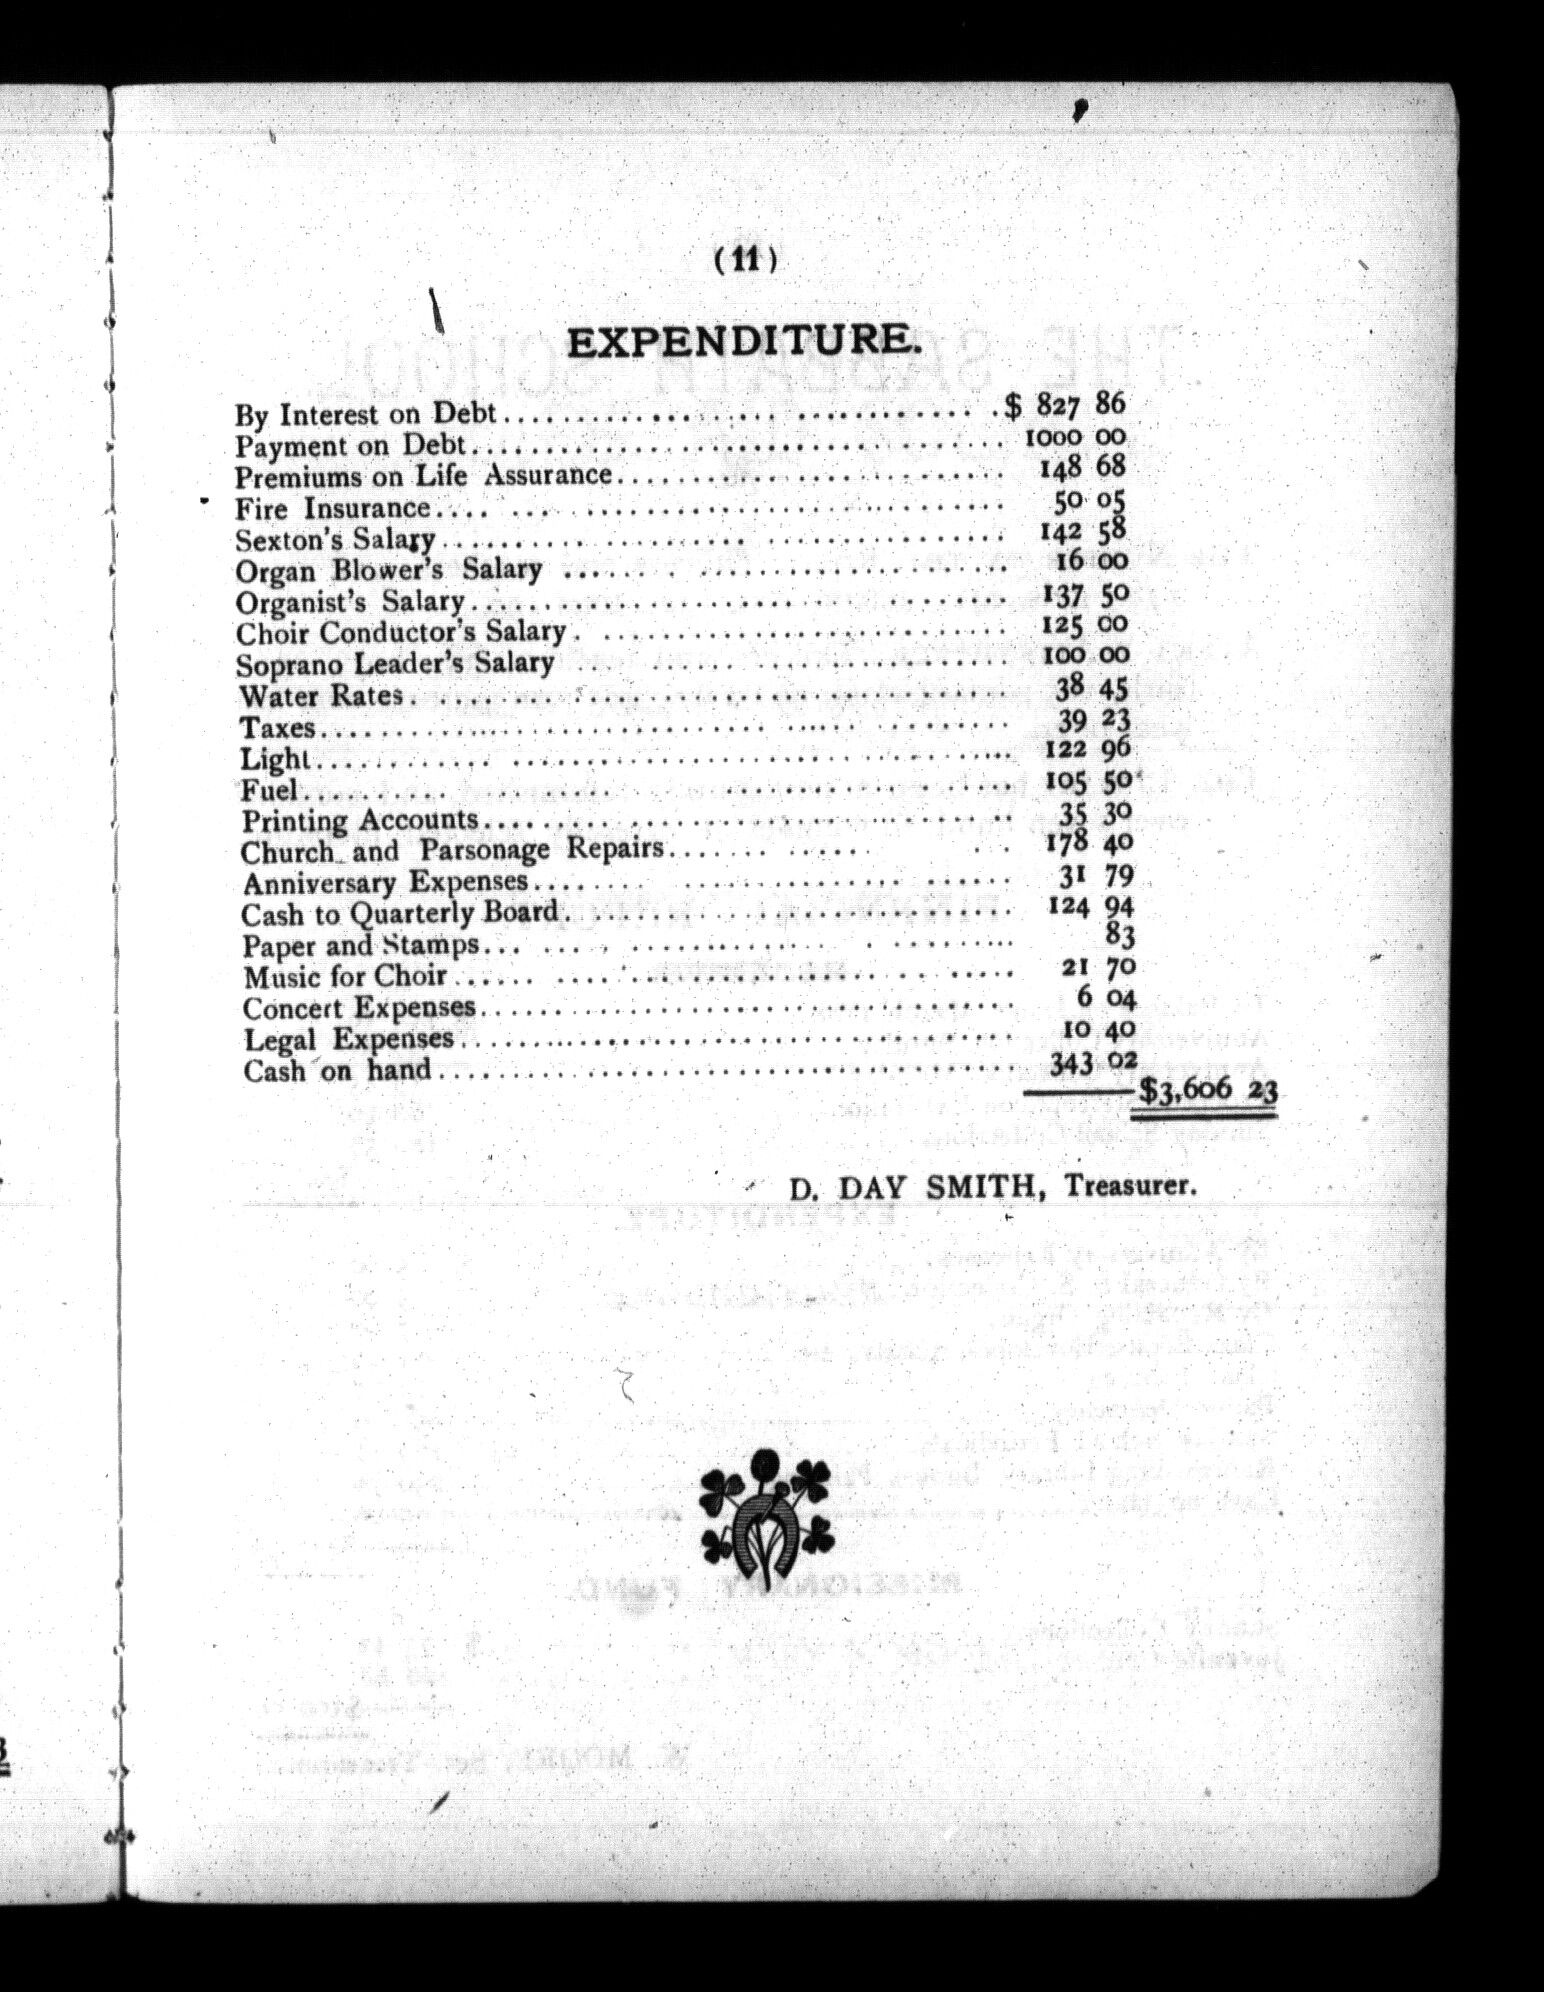 (11)
EXPENDITURE.
By Interest on Debt.................................$ 827 86
Payment on Debt.................................... 1000 00
Premiums on Life Assurance.......................... 148 68
Fire Insurance.... ... ............................. 50 05
Sexton's Salary..................................... 142 58
Organ Blower's Salary .............................. 16 00
Organist's Salary................................... 137 50
Choir Conductor's Salary. .......................... 125 00
Soprano Leader's Salary ... ........................ 100 00
Water Rates. ....................................... 38 45
Taxes............................................... 39 23
Light............................................... 122 96
Fuel................................................ 105 50
Printing Accounts................................... 35 30
Church and Parsonage Repairs....... ...... . . 178 40
Anniversary Expenses........ ............... ...... 31 79
Cash to Quarterly Board. ........................... 124 94
Paper and Stamps... .... ............. . ......... 83
Music for Choir...... .... ................ . ..... 21 70
Concert Expenses.................................... 6 04
Legal Expenses...................................... 10 40
Cash on hand........................................ 343 02
$3,606 23
D. DAY SMITH, Treasurer.